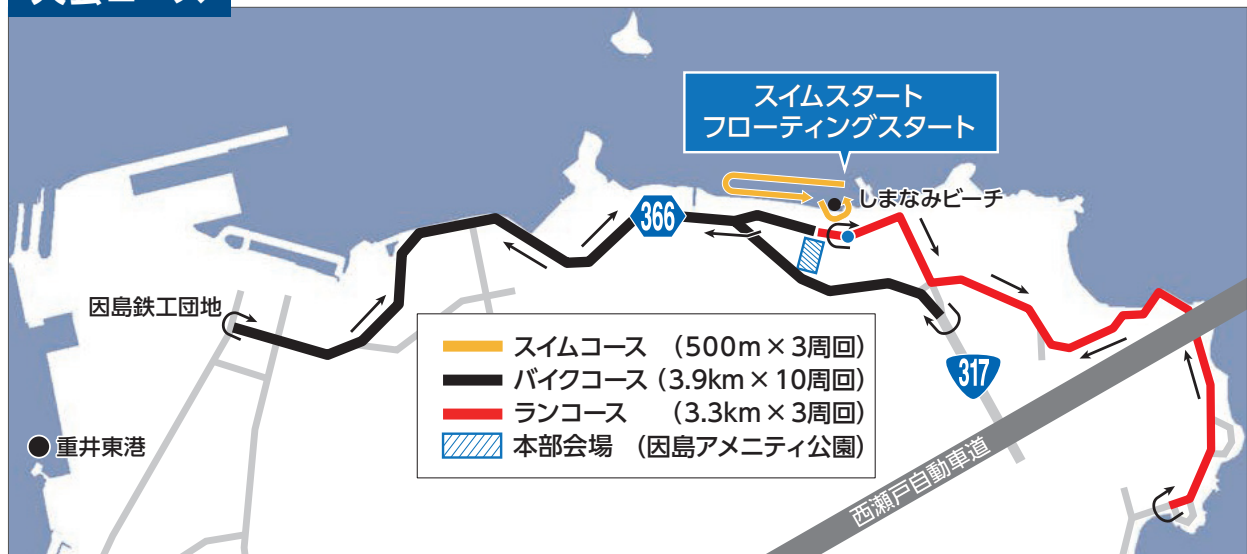 スイムスタート
フローティングスタート
しまなみビーチ
366
因島鉄工団地
スイムコース (500m×3周回)
バイクコース (3.9km×10周回)
ランコース (3.3km×3周回)
本部会場 (因島アメニティ公園)
317
重井東港
西瀬戸自動車道